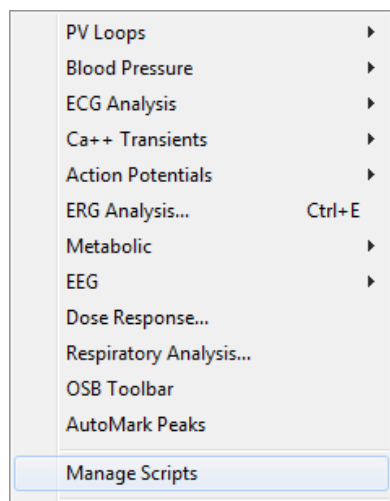 PV Loops
Blood Pressure
ECG Analysis
Ca++ Transients
Action Potentials
ERG Analysis... Ctrl+E
Metabolic
EEG
Dose Response...
Respiratory Analysis...
OSB Toolbar
AutoMark Peaks
Manage Scripts